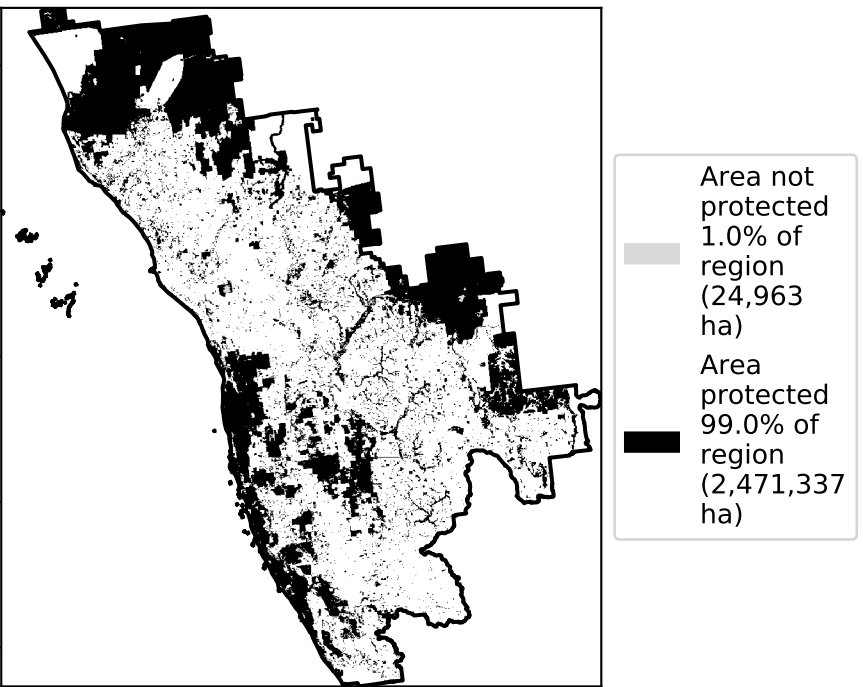 Area not
protected
1.0% of
region
(24,963
ha)
Area
protected
99.0% of
region
(2,471,337
ha)